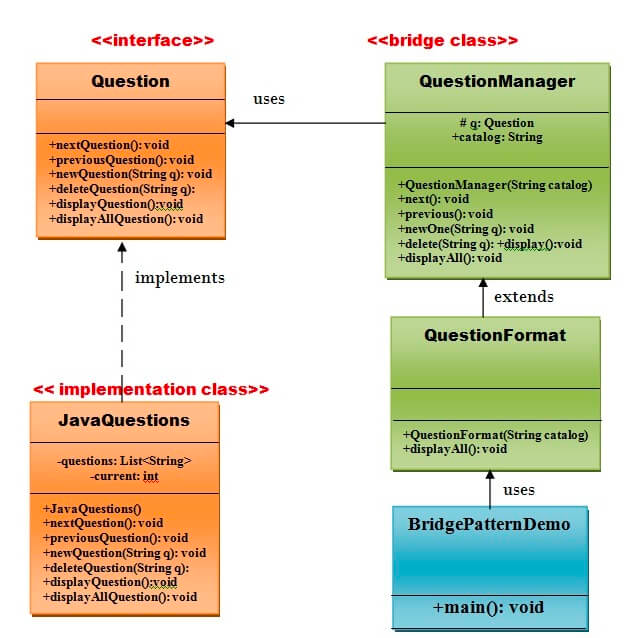 <<interface>>
Question
+nextQuestion(): void
+previousQuestion(): void
+newQuestion(String q): void
+deleteQuestion(String q):
+displayQuestion():void
+displayAllQuestion(): void
uses
<<bridge class>>
QuestionManager
# q: Question
+catalog: String
+QuestionManager(String catalog)
+next(): void
+previous(): void
+newOne(String q): void
+delete(String q): +display():void
+displayAll(): void
implements
extends
<< implementation class>>
JavaQuestions
-questions: List<String>
-current: int
+JavaQuestions()
+nextQuestion(): void
+previousQuestion(): void
+newQuestion(String q): void
+deleteQuestion(String q):
+displayQuestion():void
+displayAllQuestion(): void
QuestionFormat
+QuestionFormat(String catalog)
+displayAll(): void
uses
BridgePatternDemo
+main(): void